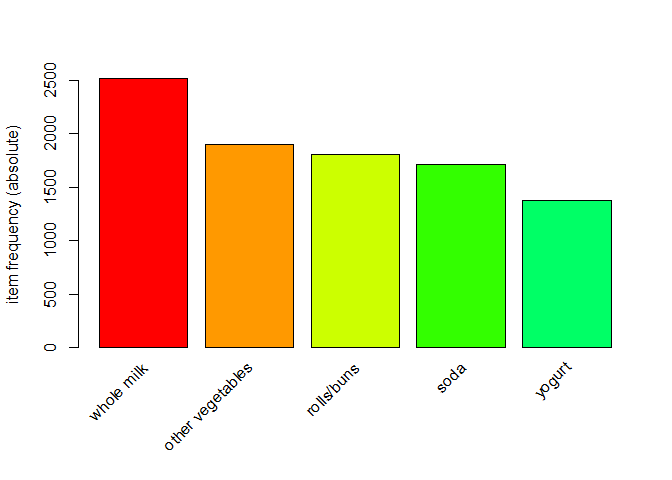 item frequency (absolute)
2500
2000
1500
1000
500
0
whole milk
other vegetables
rolls/buns
soda
yogurt